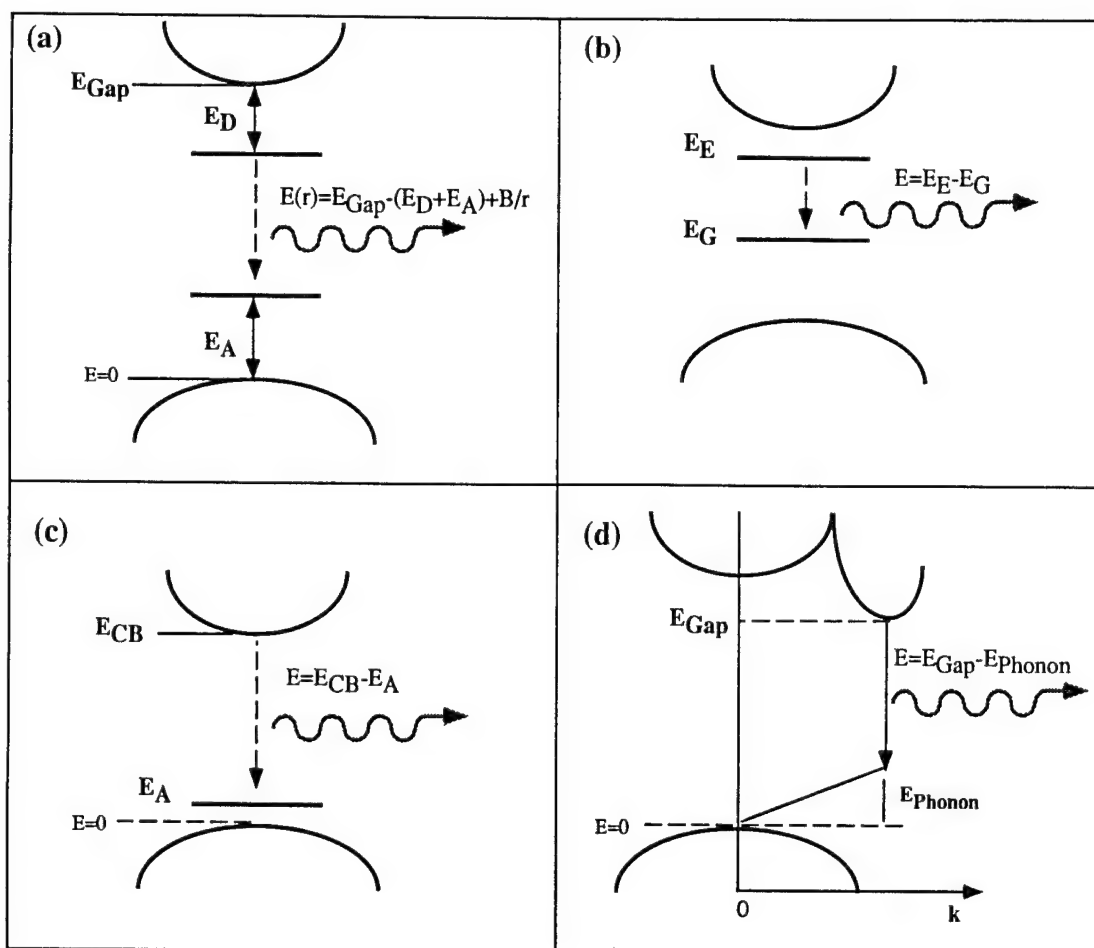 (a)
E_Gap
E_D
E(r)=E_Gap-(E_D+E_A)+B/r
E_A
E=0
(b)
E_E
E=E_E-E_G
E_G
(c)
E_CB
E=E_CB-E_A
E_A
E=0
(d)
E_Gap
E=E_Gap-E_Phonon
E_Phonon
E=0
0
k